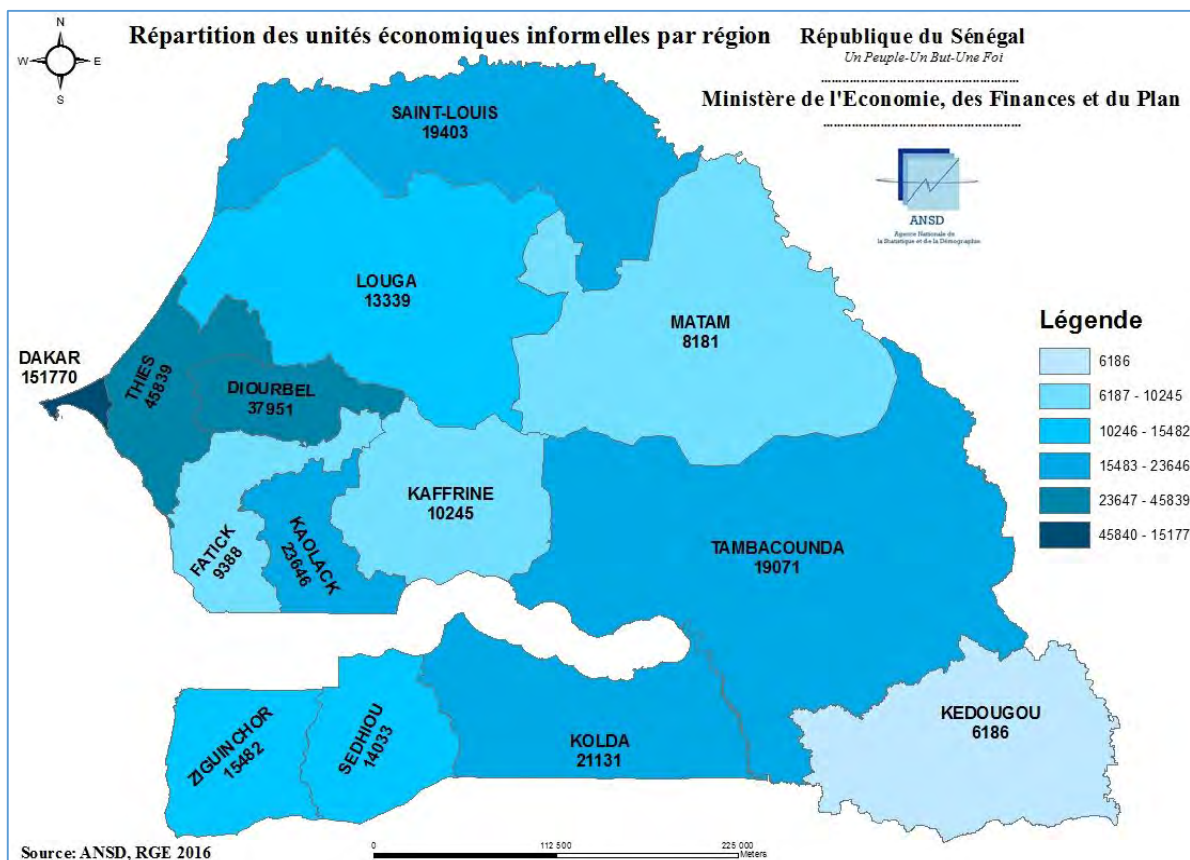 N
W
E
S
Répartition des unités économiques informelles par région
République du Sénégal
Un Peuple-Un But-Une Foi
Ministère de l'Economie, des Finances et du Plan
ANSD
Agence Nationale de
la Statistique et de la Démographie
SAINT-LOUIS
19403
LOUGA
13339
MATAM
8181
DAKAR
151770
THIES
45839
DIOURBEL
37951
FATICK
9388
KAOLACK
23646
KAFFRINE
10245
TAMBACOUNDA
19071
ZIGUINCHOR
15482
SEDHIOU
14033
KOLDA
21131
KEDOUGOU
6186
Légende
6186
6187 - 10245
10246 - 15482
15483 - 23646
23647 - 45839
45840 - 15177
Source: ANSD, RGE 2016
0 112 500 225 000
Meters